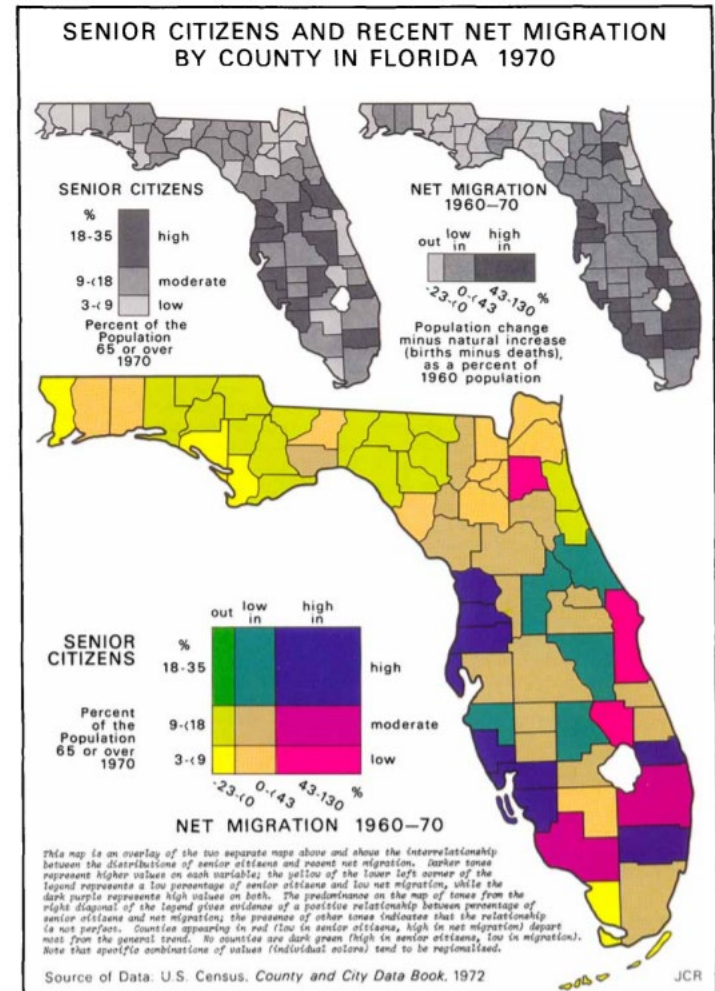 SENIOR CITIZENS AND RECENT NET MIGRATION
BY COUNTY IN FLORIDA 1970
SENIOR CITIZENS
%
18-35 high
9-‹18 moderate
3-‹9 low
Percent of the
Population
65 or over
1970
NET MIGRATION
1960—70
out low in high in
-23-‹0 0-‹43 43-130 %
Population change
minus natural increase
(births minus deaths),
as a percent of
1960 population
out low in high in
SENIOR
CITIZENS
%
18-35 high
Percent
of the
Population
65 or over
1970
9-‹18 moderate
3-‹9 low
-23-‹0 0-‹43 43-130 %
NET MIGRATION 1960—70
This map is an overlay of the two separate maps above and shows the interrelationship
between the distributions of senior citizens and recent net migration. Darker tones
represent higher values on each variable; the yellow of the lower left corner of the
legend represents a low percentage of senior citizens and low net migration, while the
dark purple represents high values on both. The predominance on the map of tones from the
right diagonal of the legend gives evidence of a positive relationship between percentage of
senior citizens and net migration; the presence of other tones indicates that the relationship
is not perfect. Counties appearing in red (low in senior citizens, high in net migration) depart
most from the general trend. No counties are dark green (high in senior citizens, low in migration).
Note that specific combinations of values (individual colors) tend to be regionalized.
Source of Data: U.S. Census, County and City Data Book, 1972 JCR